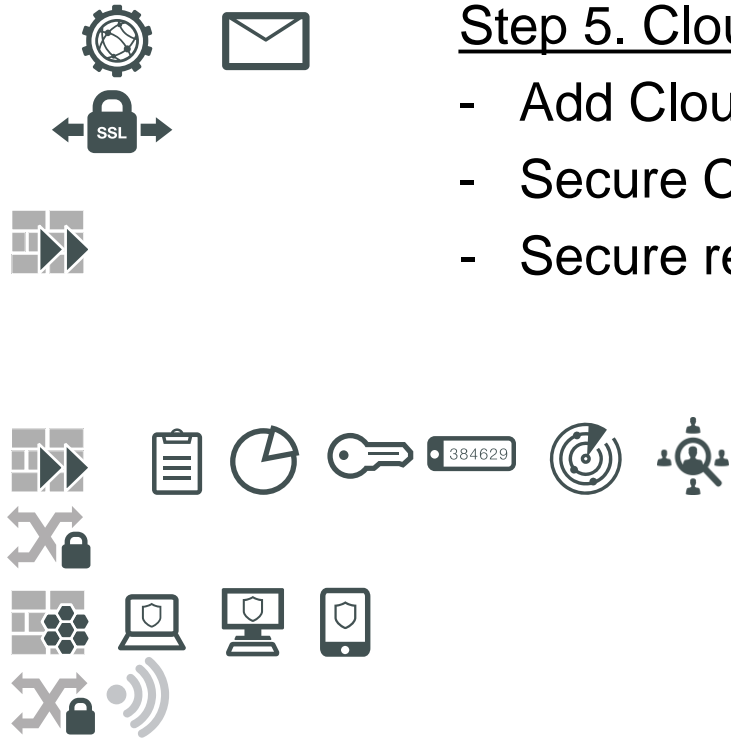 Step 5. Clou
- Add Clou
SSL
- Secure C
- Secure re
384629